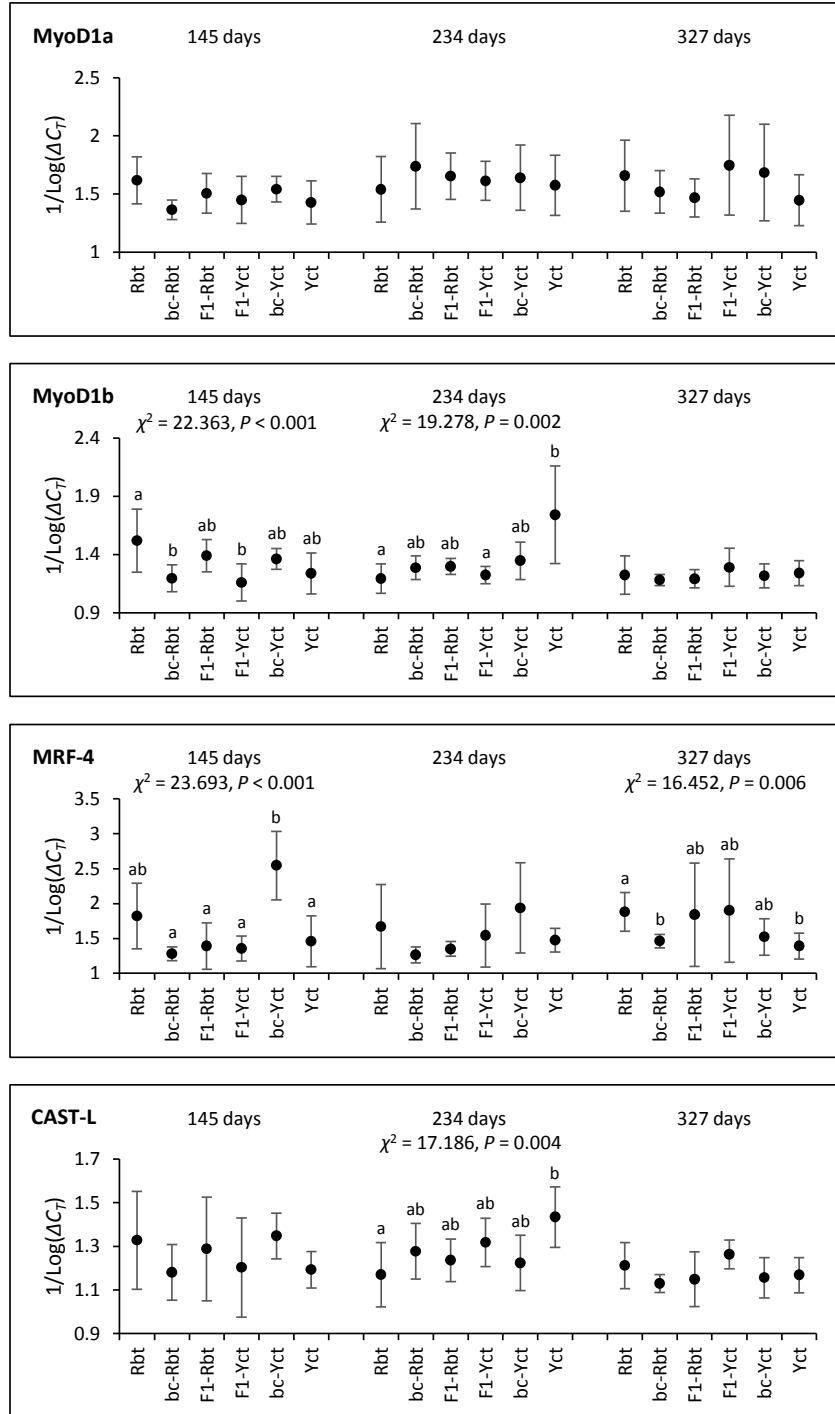 MyoD1a 145 days 234 days 327 days
2.5
2
1.5
1
1/Log(ΔC_T)
Rbt bc-Rbt F1-Rbt F1-Yct bc-Yct Yct Rbt bc-Rbt F1-Rbt F1-Yct bc-Yct Yct Rbt bc-Rbt F1-Rbt F1-Yct bc-Yct Yct
MyoD1b 145 days 234 days 327 days
χ² = 22.363, P < 0.001 χ² = 19.278, P = 0.002
2.4
1.9
1.4
0.9
1/Log(ΔC_T)
a b ab b ab ab a ab ab a ab b
Rbt bc-Rbt F1-Rbt F1-Yct bc-Yct Yct Rbt bc-Rbt F1-Rbt F1-Yct bc-Yct Yct Rbt bc-Rbt F1-Rbt F1-Yct bc-Yct Yct
MRF-4 145 days 234 days 327 days
χ² = 23.693, P < 0.001 χ² = 16.452, P = 0.006
3.5
3
2.5
2
1.5
1
1/Log(ΔC_T)
ab a a a b a a b ab ab ab b
Rbt bc-Rbt F1-Rbt F1-Yct bc-Yct Yct Rbt bc-Rbt F1-Rbt F1-Yct bc-Yct Yct Rbt bc-Rbt F1-Rbt F1-Yct bc-Yct Yct
CAST-L 145 days 234 days 327 days
χ² = 17.186, P = 0.004
1.7
1.5
1.3
1.1
0.9
1/Log(ΔC_T)
a ab ab ab ab b
Rbt bc-Rbt F1-Rbt F1-Yct bc-Yct Yct Rbt bc-Rbt F1-Rbt F1-Yct bc-Yct Yct Rbt bc-Rbt F1-Rbt F1-Yct bc-Yct Yct